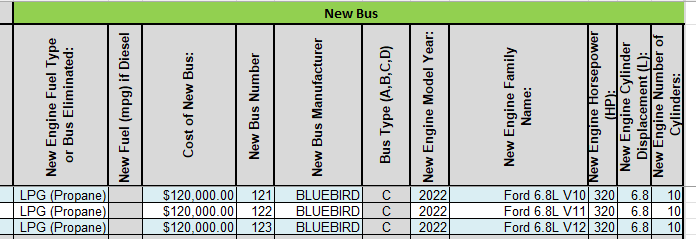 New Bus
New Engine Fuel Type
or Bus Eliminated:
New Fuel (mpg) if Diesel
Cost of New Bus:
New Bus Number
New Bus Manufacturer
Bus Type (A,B,C,D)
New Engine Model Year:
New Engine Family
Name:
New Engine Horsepower
(HP):
New Engine Cylinder
Displacement (L):
New Engine Number of
Cylinders:
LPG (Propane) $120,000.00 121 BLUEBIRD C 2022 Ford 6.8L V10 320 6.8 10
LPG (Propane) $120,000.00 122 BLUEBIRD C 2022 Ford 6.8L V11 320 6.8 10
LPG (Propane) $120,000.00 123 BLUEBIRD C 2022 Ford 6.8L V12 320 6.8 10